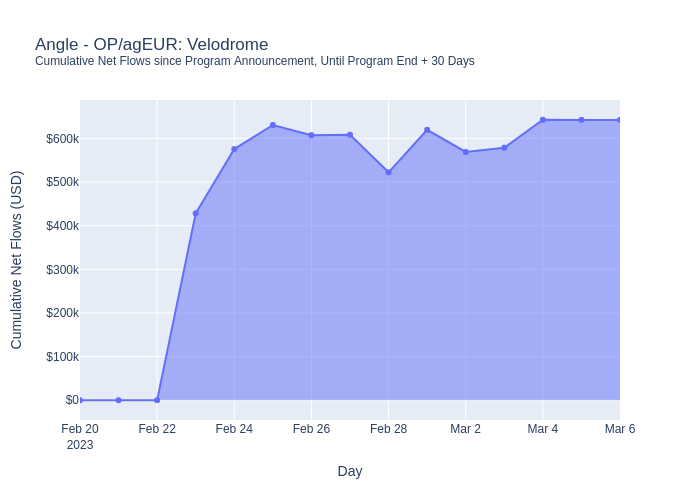 Angle - OP/agEUR: Velodrome
Cumulative Net Flows since Program Announcement, Until Program End + 30 Days
Cumulative Net Flows (USD)
$600k
$500k
$400k
$300k
$200k
$100k
$0
Feb 20
2023
Feb 22
Feb 24
Feb 26
Feb 28
Mar 2
Mar 4
Mar 6
Day